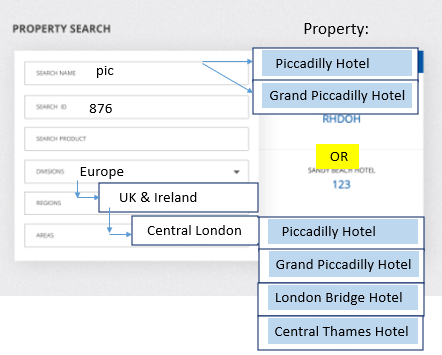 PROPERTY SEARCH
Property:
SEARCH NAME pic
Piccadilly Hotel
Grand Piccadilly Hotel
SEARCH ID 876
RHDOH
SEARCH PRODUCT
OR
SANDY BEACH HOTEL
123
DIVISIONS Europe
REGIONS UK & Ireland
AREAS Central London
Piccadilly Hotel
Grand Piccadilly Hotel
London Bridge Hotel
Central Thames Hotel